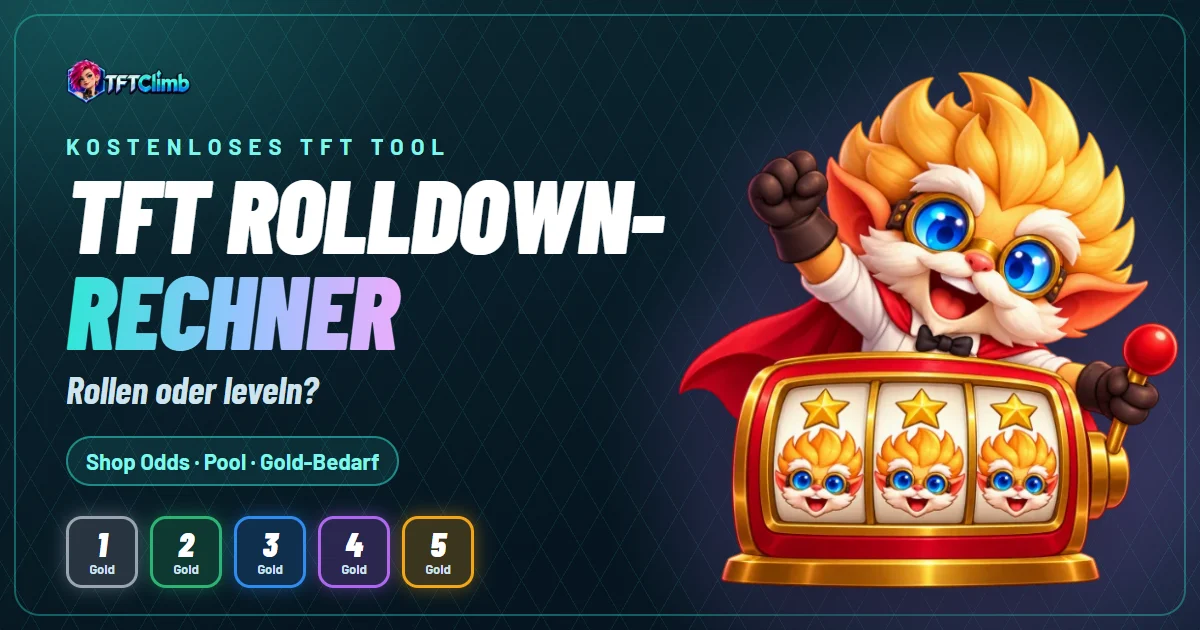 TFTClimb
KOSTENLOSES TFT TOOL
TFT ROLLDOWN-
RECHNER
Rollen oder leveln?
Shop Odds · Pool · Gold-Bedarf
1 2 3 4 5
Gold Gold Gold Gold Gold